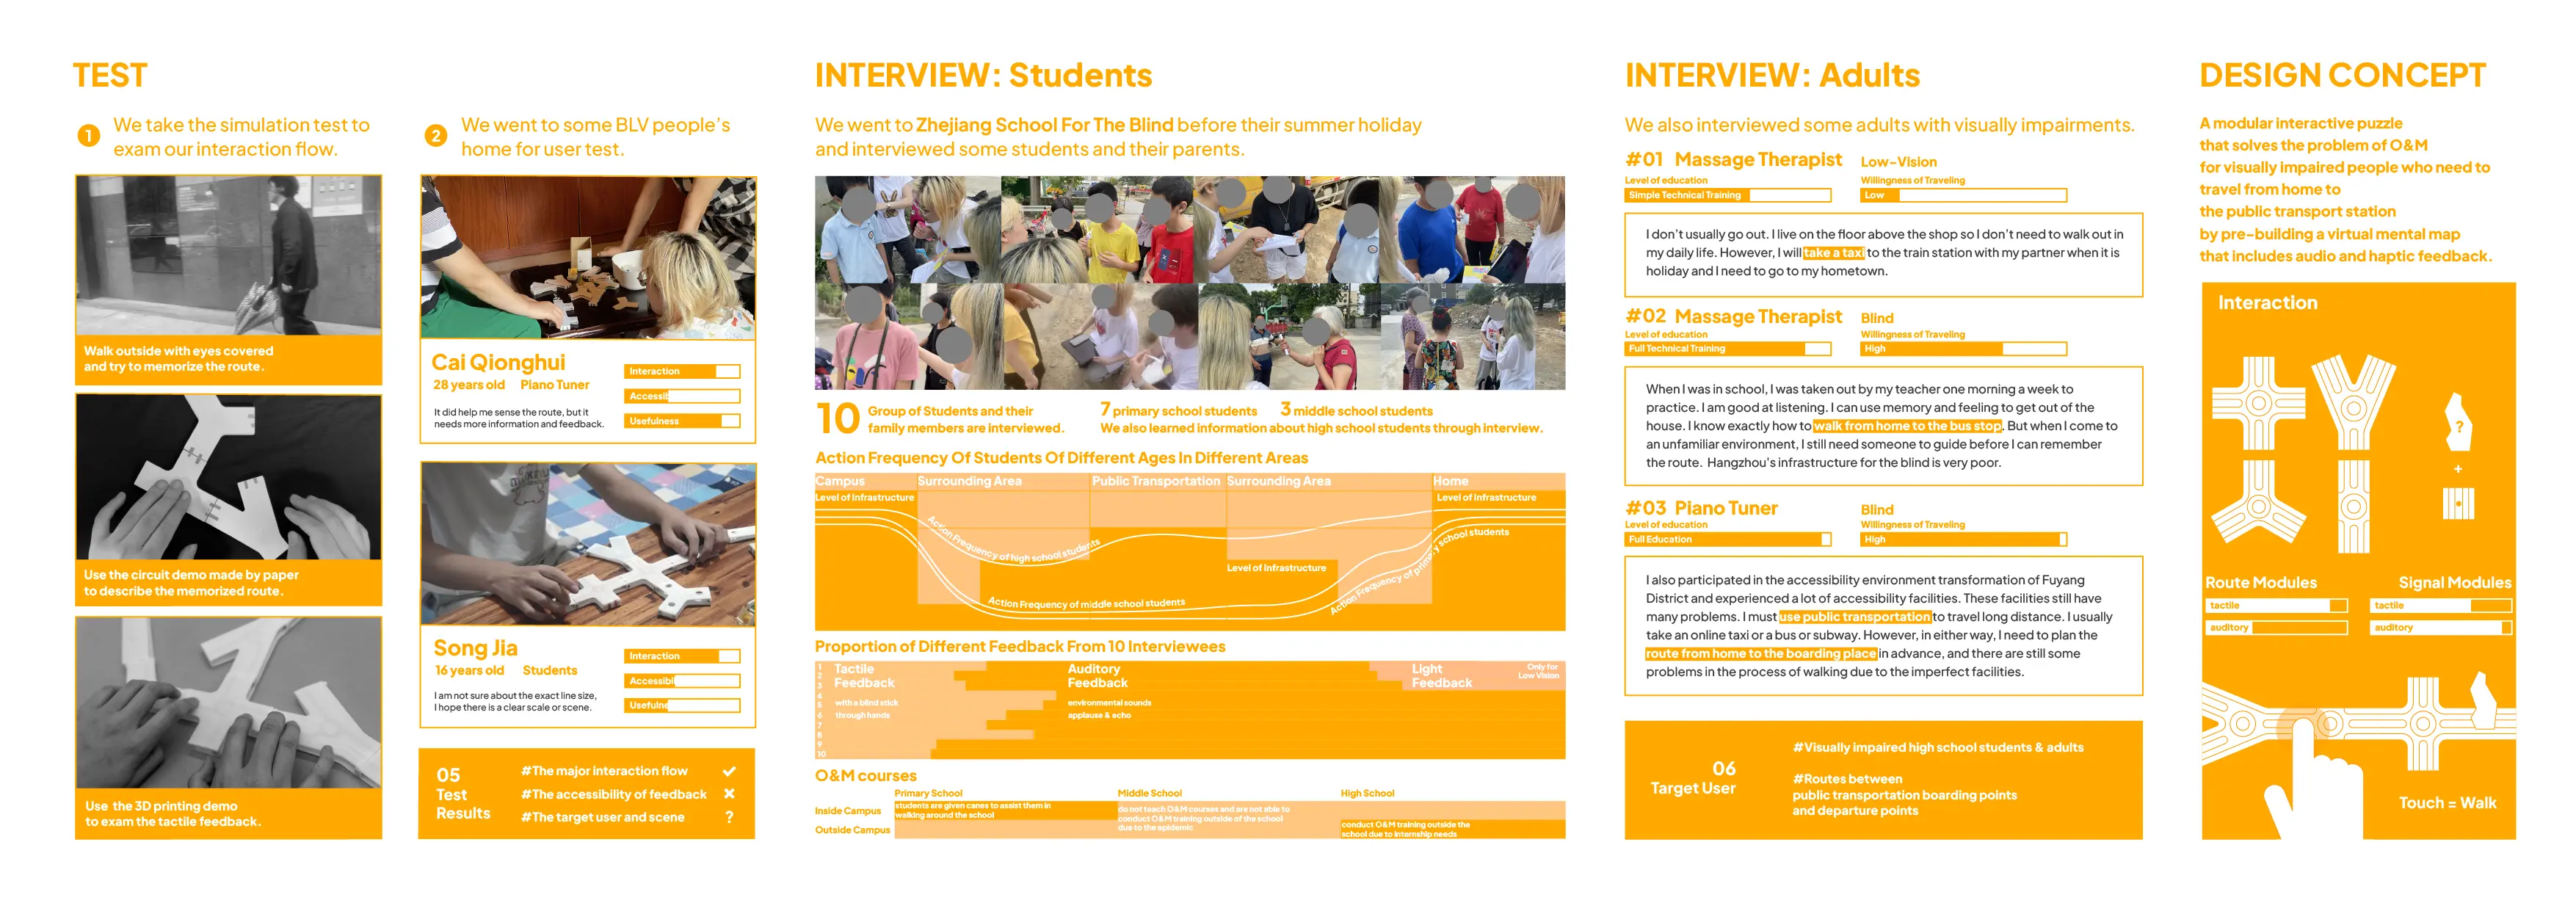 TEST
1
We take the simulation test to
exam our interaction flow.
Walk outside with eyes covered
and try to memorize the route.
Use the circuit demo made by paper
to describe the memorized route.
Use the 3D printing demo
to exam the tactile feedback.
2
We went to some BLV people's
home for user test.
Cai Qionghui
28 years old Piano Tuner
It did help me sense the route, but it
needs more information and feedback.
Interaction
Accessib
Usefulness
Song Jia
16 years old Students
I am not sure about the exact line size,
I hope there is a clear scale or scene.
Interaction
Accessibi
Usefulne
05
Test
Results
#The major interaction flow
#The accessibility of feedback
#The target user and scene
?
INTERVIEW: Students
We went to Zhejiang School For The Blind before their summer holiday
and interviewed some students and their parents.
10 Group of Students and their
family members are interviewed.
7 primary school students 3 middle school students
We also learned information about high school students through interview.
Action Frequency Of Students Of Different Ages In Different Areas
Campus Surrounding Area Public Transportation Surrounding Area Home
Level of Infrastructure
Level of Infrastructure
Action Frequency of high school students
Level of Infrastructure
Action Frequency of middle school students
Action Frequency of primary school students
Proportion of Different Feedback From 10 Interviewees
1
2
3
4
5
6
7
8
9
10
Tactile
Feedback
with a blind stick
through hands
Auditory
Feedback
environmental sounds
applause & echo
Light
Feedback
Only for
Low Vision
O&M courses
Primary School Middle School High School
Inside Campus
Outside Campus
students are given canes to assist them in
walking around the school
do not teach O&M courses and are not able to
conduct O&M training outside of the school
due to the epidemic
conduct O&M training outside the
school due to internship needs
INTERVIEW: Adults
We also interviewed some adults with visually impairments.
#01 Massage Therapist Low-Vision
Level of education Willingness of Traveling
Simple Technical Training Low
I don't usually go out. I live on the floor above the shop so I don't need to walk out in
my daily life. However, I will take a taxi to the train station with my partner when it is
holiday and I need to go to my hometown.
#02 Massage Therapist Blind
Level of education Willingness of Traveling
Full Technical Training High
When I was in school, I was taken out by my teacher one morning a week to
practice. I am good at listening. I can use memory and feeling to get out of the
house. I know exactly how to walk from home to the bus stop. But when I come to
an unfamiliar environment, I still need someone to guide before I can remember
the route. Hangzhou's infrastructure for the blind is very poor.
#03 Piano Tuner Blind
Level of education Willingness of Traveling
Full Education High
I also participated in the accessibility environment transformation of Fuyang
District and experienced a lot of accessibility facilities. These facilities still have
many problems. I must use public transportation to travel long distance. I usually
take an online taxi or a bus or subway. However, in either way, I need to plan the
route from home to the boarding place in advance, and there are still some
problems in the process of walking due to the imperfect facilities.
06
Target User
#Visually impaired high school students & adults
#Routes between
public transportation boarding points
and departure points
DESIGN CONCEPT
A modular interactive puzzle
that solves the problem of O&M
for visually impaired people who need to
travel from home to
the public transport station
by pre-building a virtual mental map
that includes audio and haptic feedback.
Interaction
?
+
Route Modules Signal Modules
tactile tactile
auditory auditory
Touch = Walk